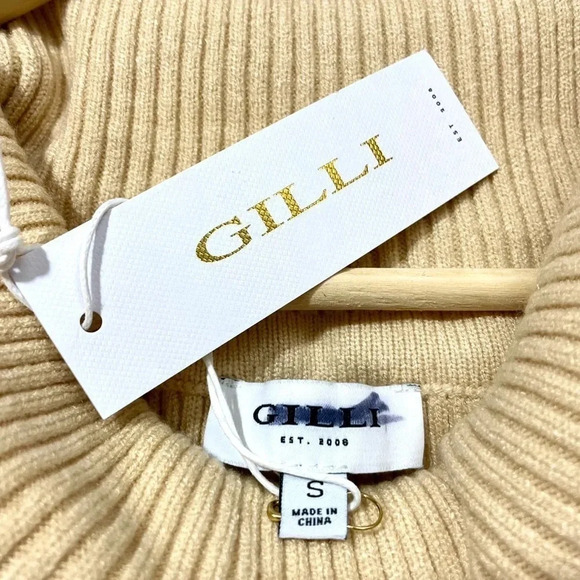 GILLI
EST 2008
GILLI
EST. 2008
S
MADE IN
CHINA